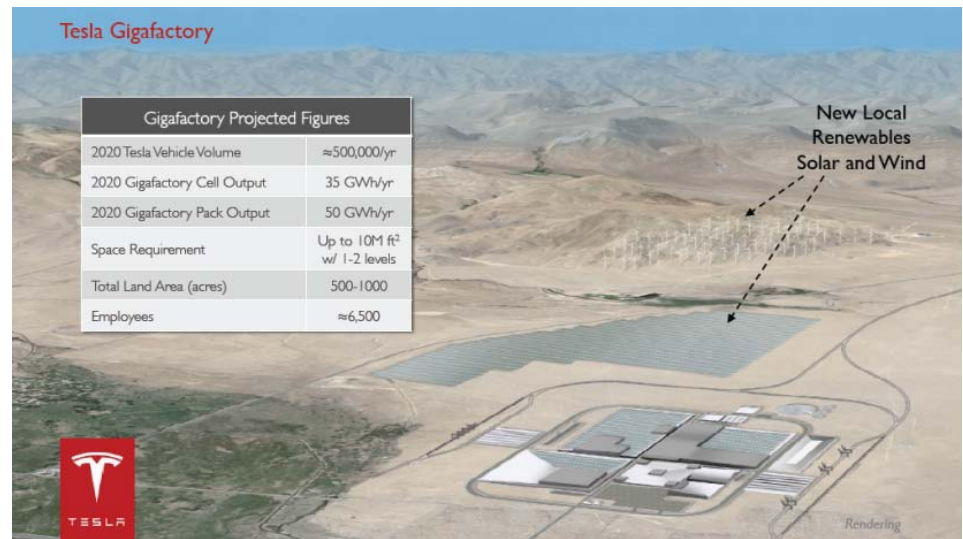 Tesla Gigafactory
Gigafactory Projected Figures
2020 Tesla Vehicle Volume ≈500,000/yr
2020 Gigafactory Cell Output 35 GWh/yr
2020 Gigafactory Pack Output 50 GWh/yr
Space Requirement Up to 10M ft²
w/ 1-2 levels
Total Land Area (acres) 500-1000
Employees ≈6,500
New Local
Renewables
Solar and Wind
TESLA
Rendering